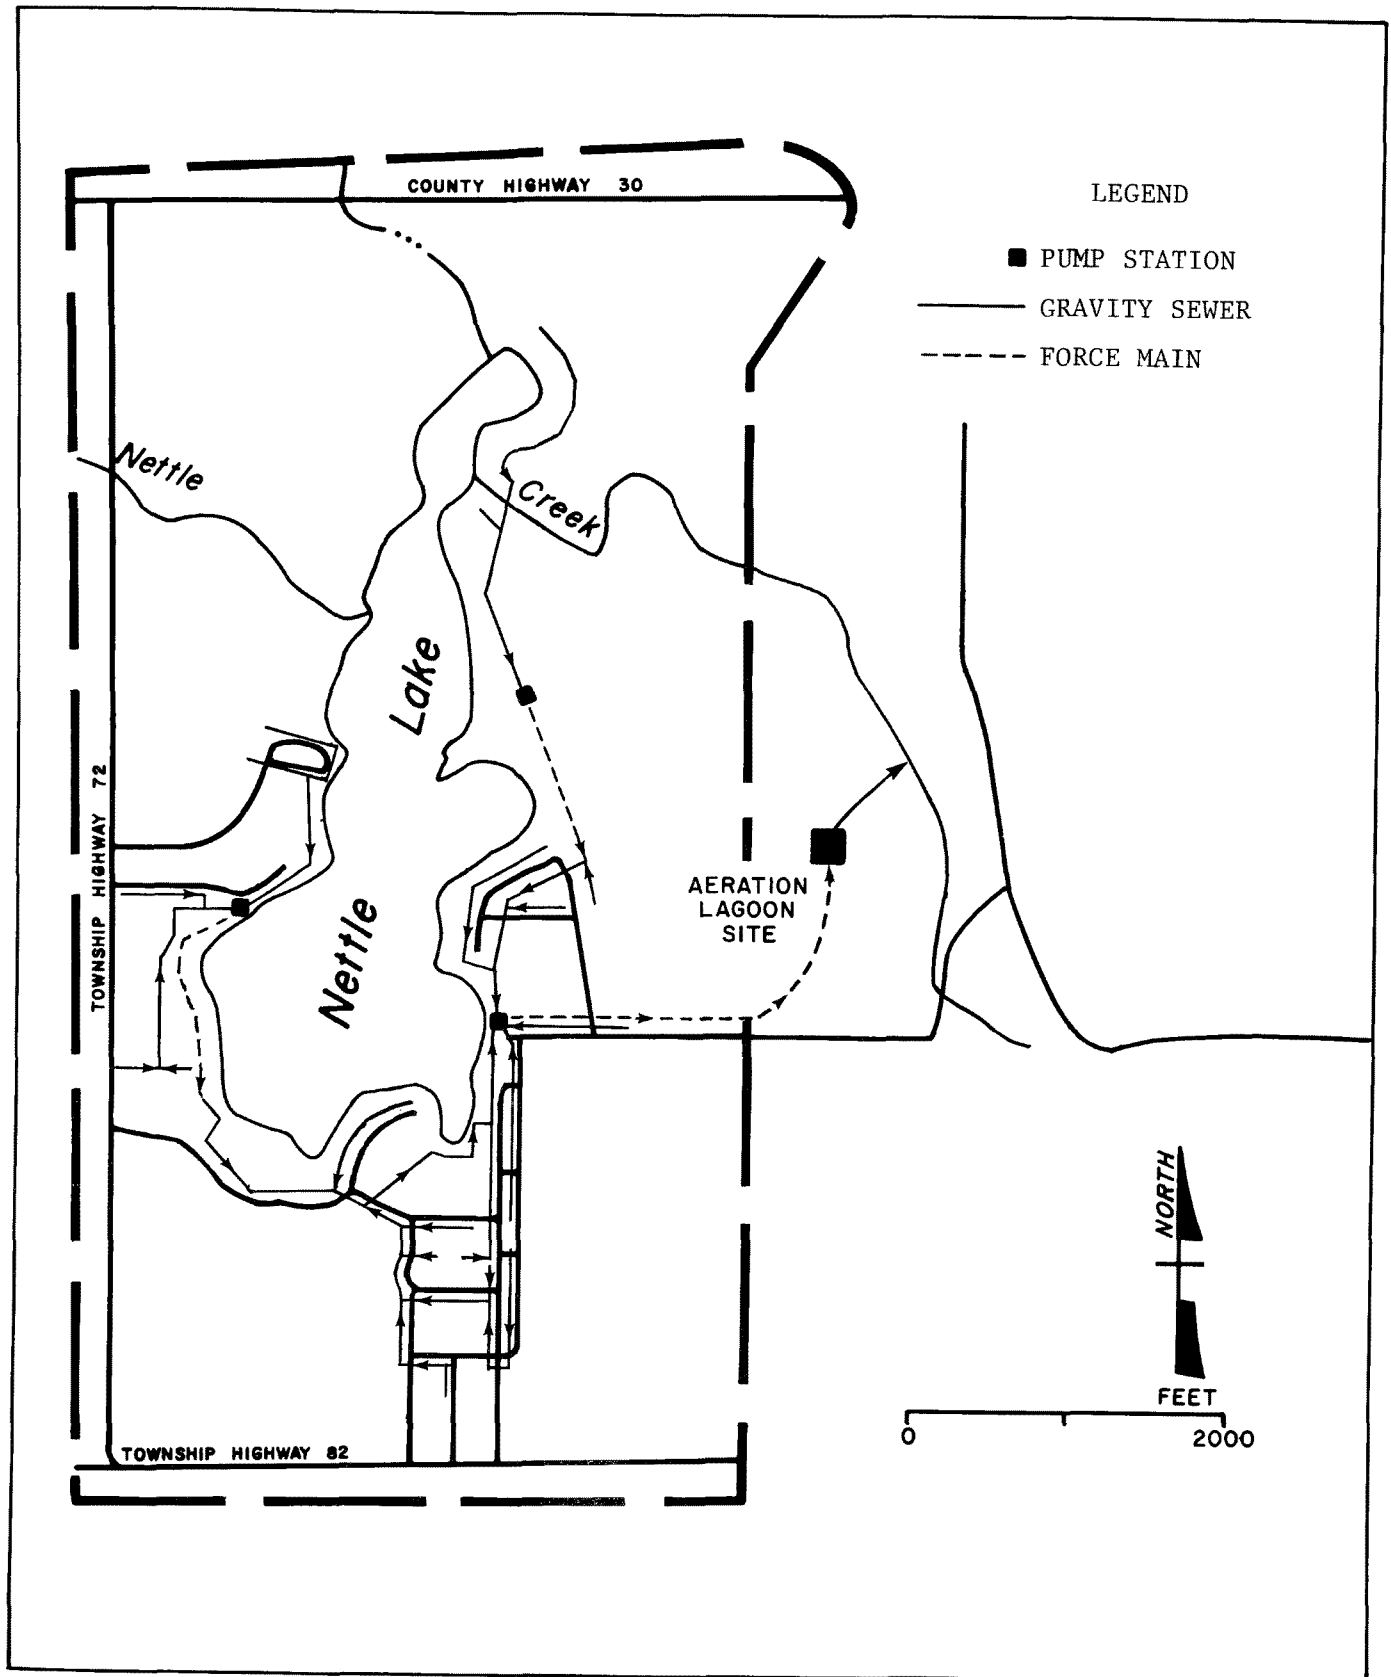 COUNTY HIGHWAY 30
LEGEND
PUMP STATION
GRAVITY SEWER
FORCE MAIN
Nettle
Creek
Lake
Nettle
TOWNSHIP HIGHWAY 72
AERATION
LAGOON
SITE
NORTH
FEET
0 2000
TOWNSHIP HIGHWAY 82